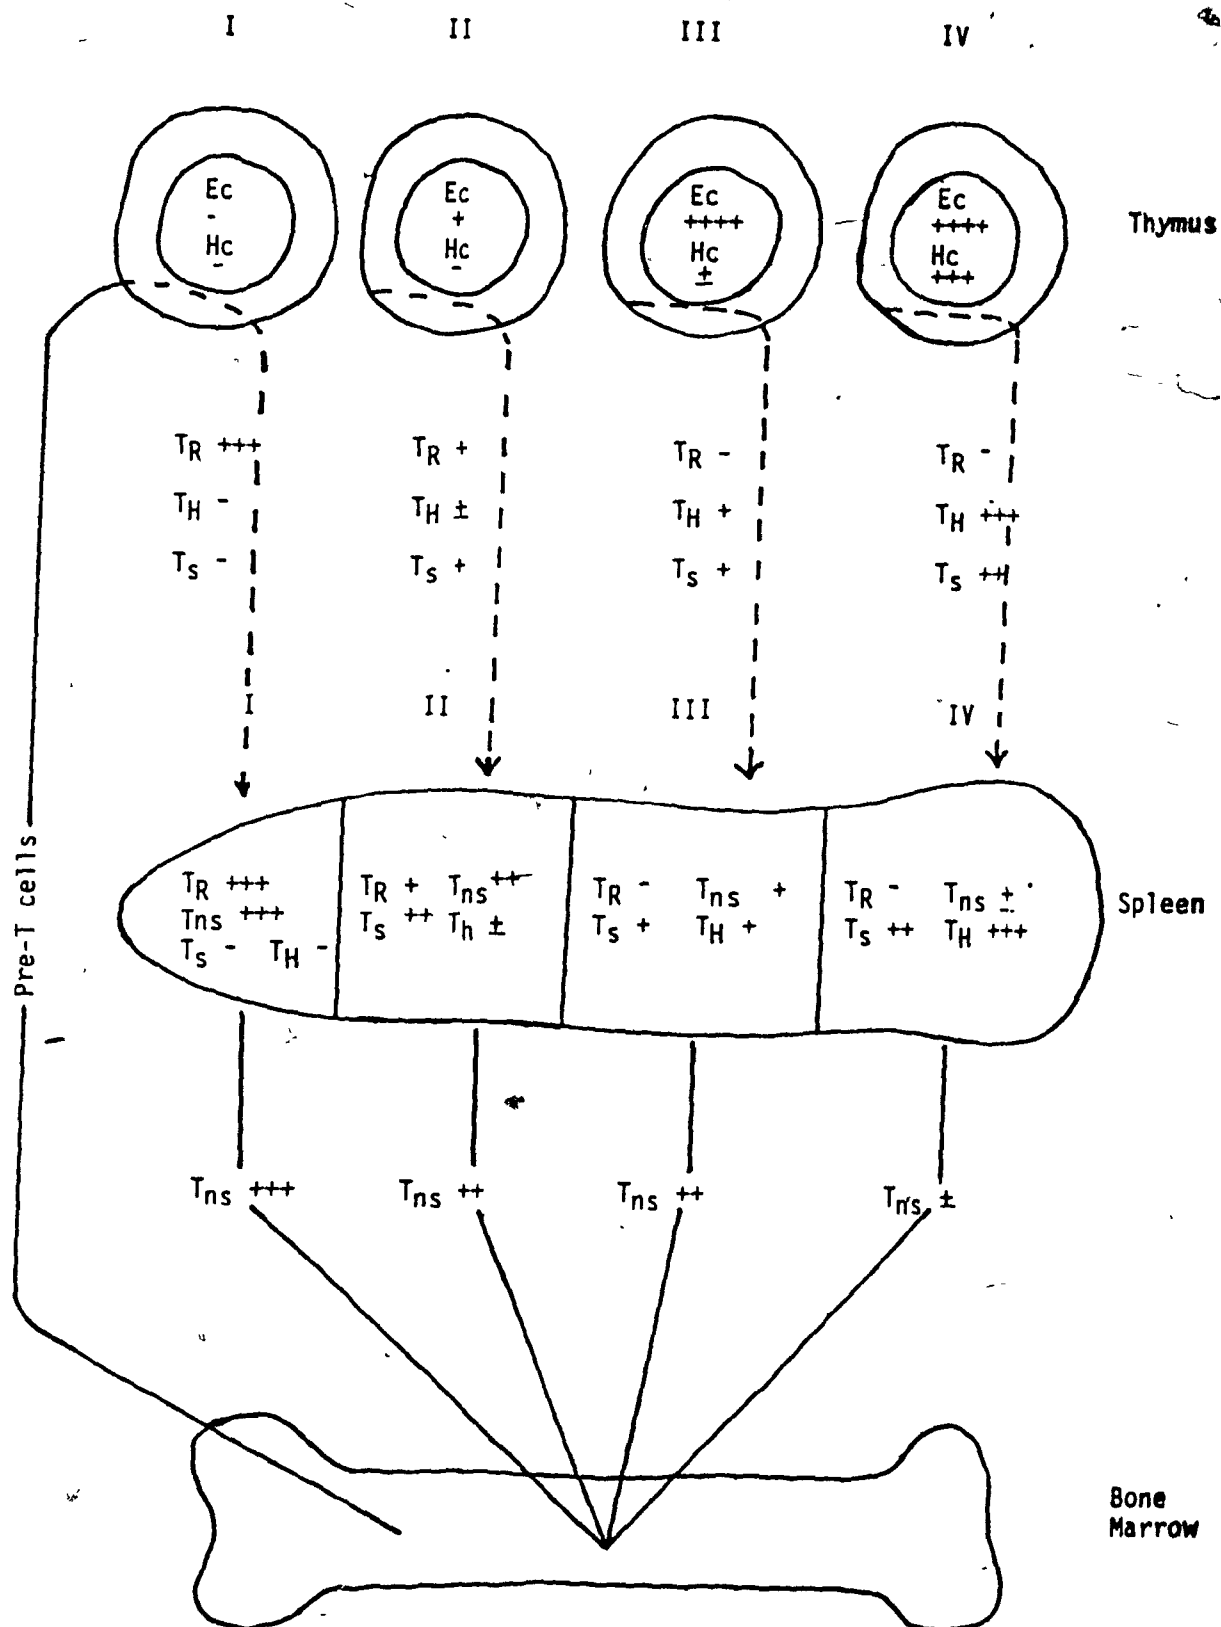 I II III IV
Ec Ec Ec Ec
- + ++++ ++++
Hc Hc Hc Hc
- - ± +++
Thymus
TR +++ TR + TR - TR -
TH - TH ± TH + TH +++
Ts - Ts + Ts + Ts +++
I II III IV
Pre-T cells
TR +++ TR + Tns ++ TR - Tns + TR - Tns ±
Tns +++ Ts ++ Th ± Ts + TH + Ts ++ TH +++
Ts - TH -
Spleen
Tns +++ Tns ++ Tns ++ Tns ±
Bone
Marrow